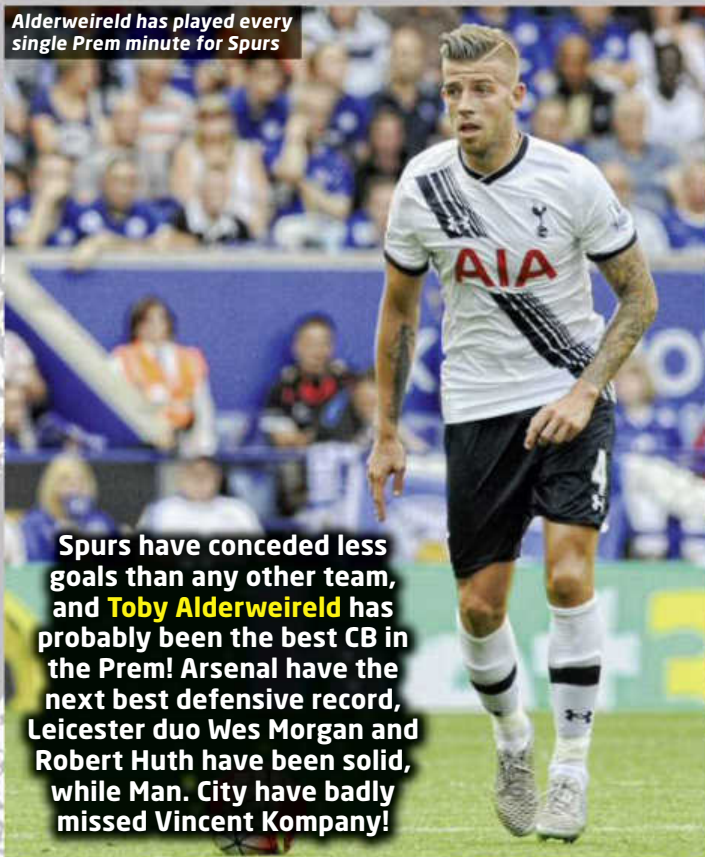 Alderweireld has played every
single Prem minute for Spurs
AIA
4
Spurs have conceded less
goals than any other team,
and Toby Alderweireld has
probably been the best CB in
the Prem! Arsenal have the
next best defensive record,
Leicester duo Wes Morgan and
Robert Huth have been solid,
while Man. City have badly
missed Vincent Kompany!